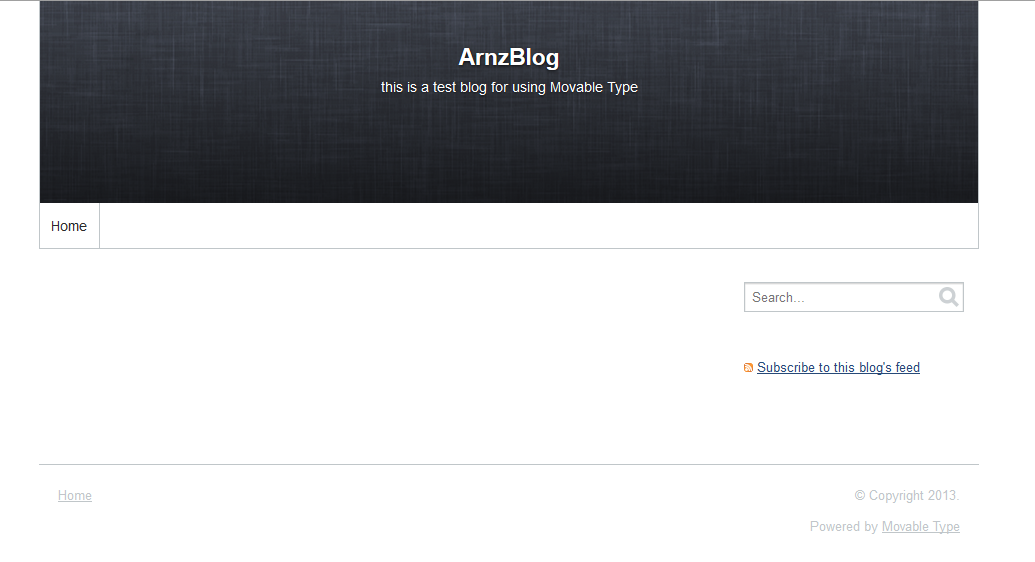 ArnzBlog
this is a test blog for using Movable Type
Home
Search...
Subscribe to this blog's feed
Home
© Copyright 2013.
Powered by Movable Type